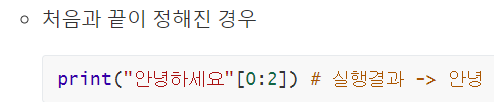 처음과 끝이 정해진 경우
print("안녕하세요"[0:2]) # 실행결과 -> 안녕